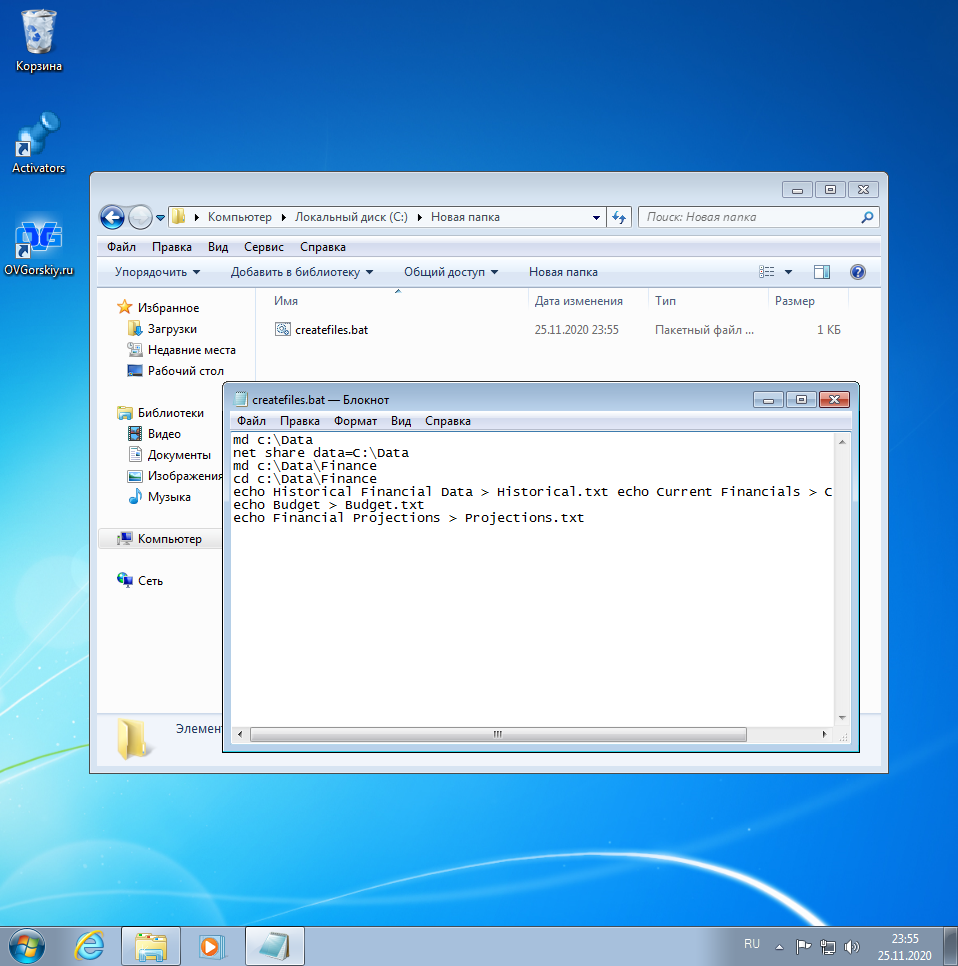 Корзина
Activators
OVGorskiy.ru
Компьютер Локальный диск (C:) Новая папка Поиск: Новая папка
Файл Правка Вид Сервис Справка
Упорядочить Добавить в библиотеку Общий доступ Новая папка
Избранное
Загрузки
Недавние места
Рабочий стол
Библиотеки
Видео
Документы
Изображения
Музыка
Компьютер
Сеть
Имя Дата изменения Тип Размер
createfiles.bat 25.11.2020 23:55 Пакетный файл ... 1 КБ
Элемен
createfiles.bat — Блокнот
Файл Правка Формат Вид Справка
md c:\Data
net share data=C:\Data
md c:\Data\Finance
cd c:\Data\Finance
echo Historical Financial Data > Historical.txt echo Current Financials > C
echo Budget > Budget.txt
echo Financial Projections > Projections.txt
RU
23:55
25.11.2020